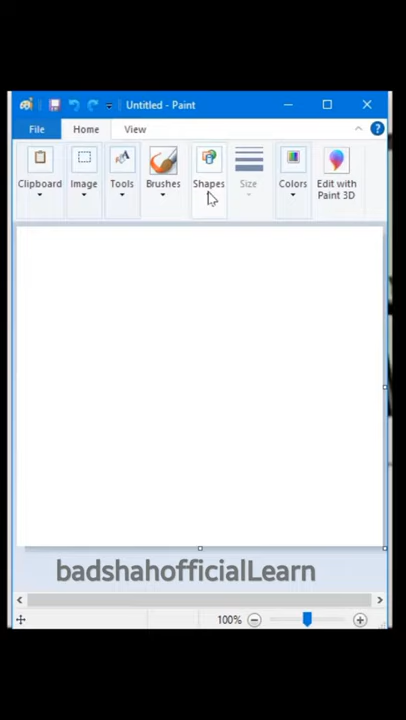 Untitled - Paint
File Home View
Clipboard Image Tools Brushes Shapes Size Colors Edit with
Paint 3D
badshahofficialLearn
100%